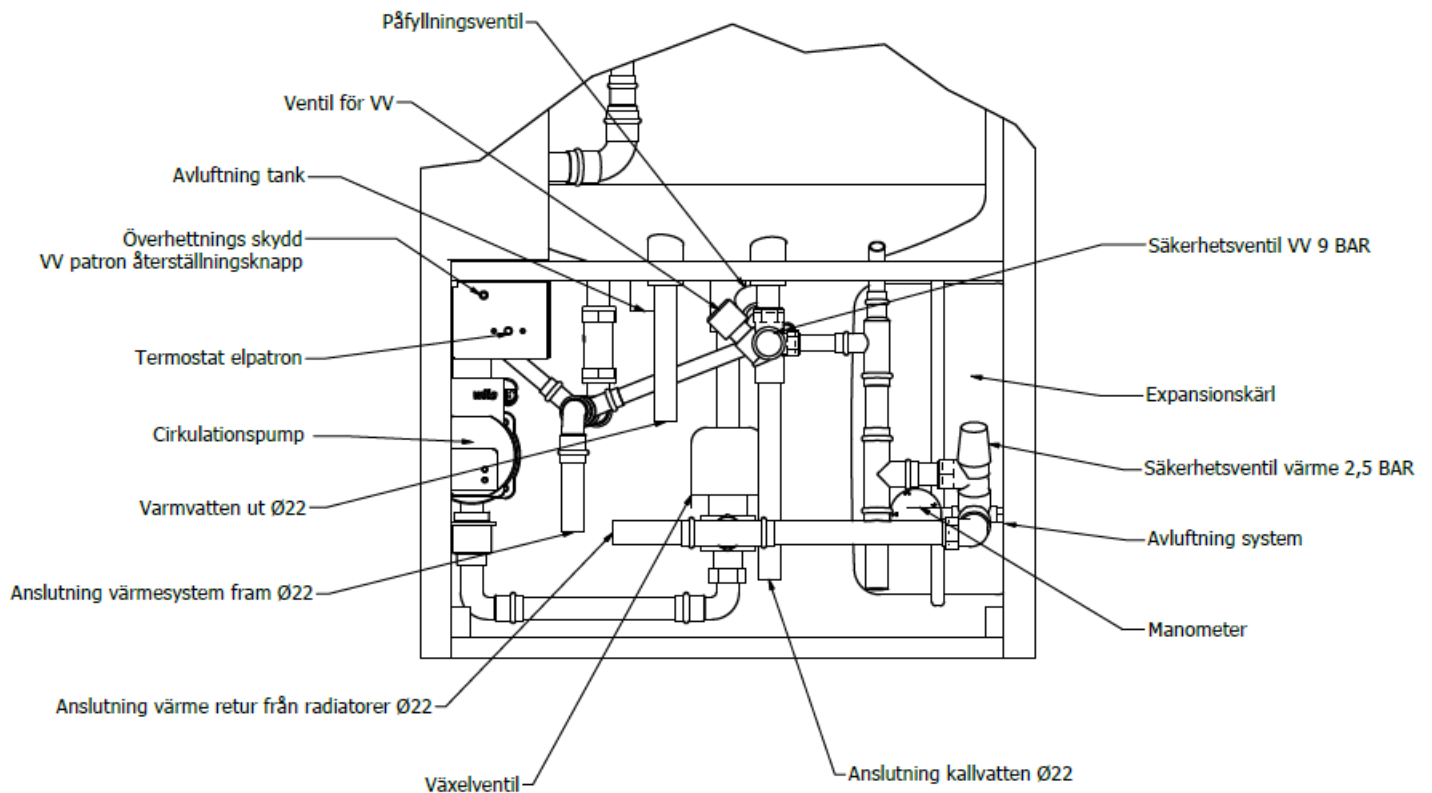 Påfyllningsventil
Ventil för VV
Avluftning tank
Överhettnings skydd
VV patron återställningsknapp
Termostat elpatron
Cirkulationspump
Varmvatten ut Ø22
Anslutning värmesystem fram Ø22
Anslutning värme retur från radiatorer Ø22
Växelventil
Anslutning kallvatten Ø22
Säkerhetsventil VV 9 BAR
Expansionskärl
Säkerhetsventil värme 2,5 BAR
Avluftning system
Manometer
wilo